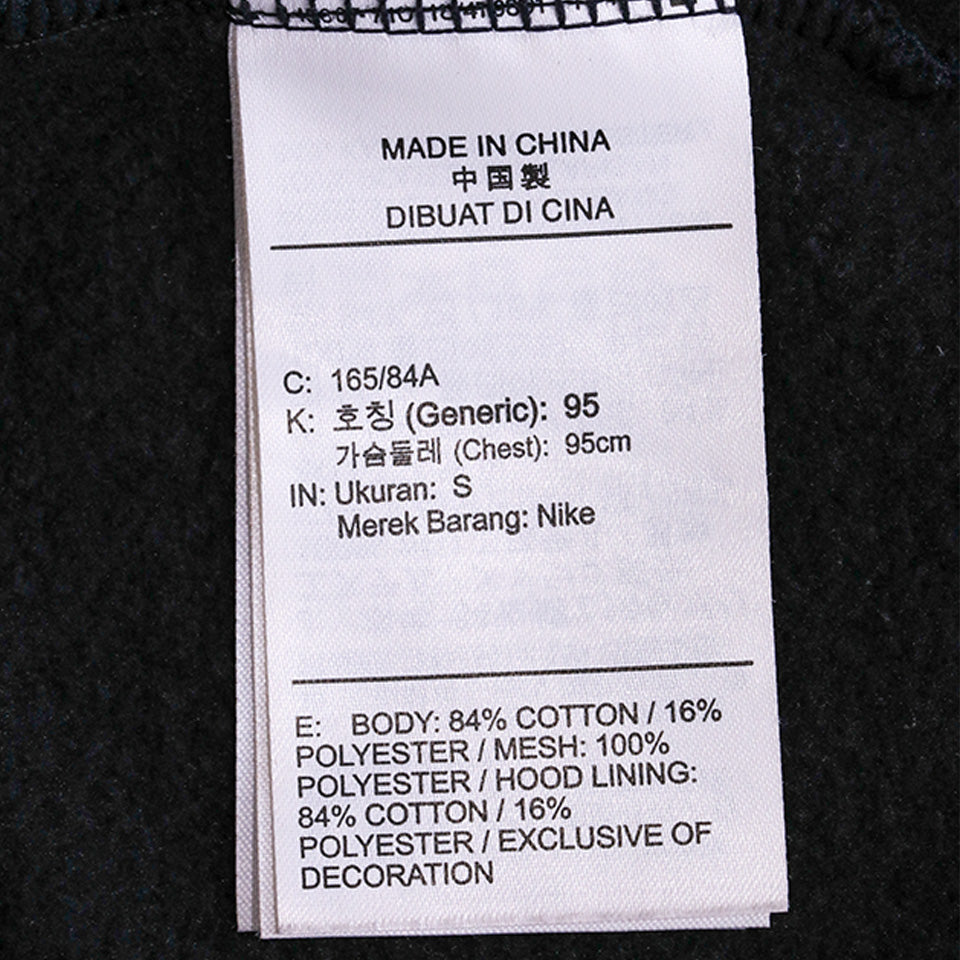 MADE IN CHINA
中国製
DIBUAT DI CINA
C: 165/84A
K: 호칭 (Generic): 95
가슴둘레 (Chest): 95cm
IN: Ukuran: S
Merek Barang: Nike
E: BODY: 84% COTTON / 16%
POLYESTER / MESH: 100%
POLYESTER / HOOD LINING:
84% COTTON / 16%
POLYESTER / EXCLUSIVE OF
DECORATION